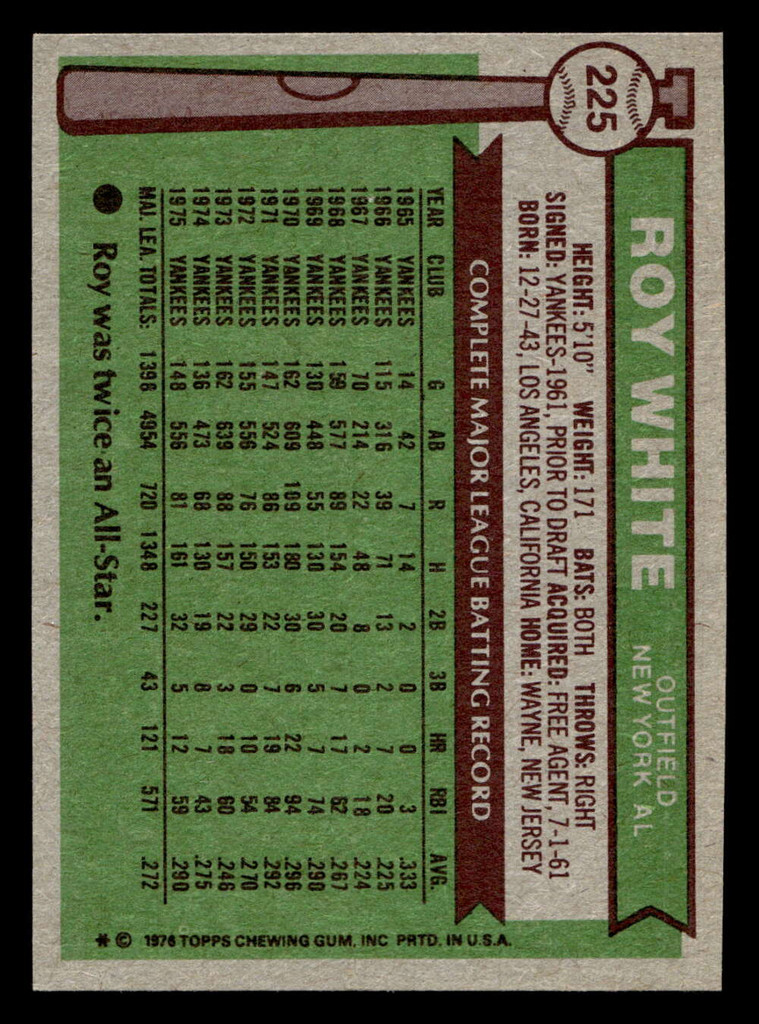 225
ROY WHITE
OUTFIELD
NEW YORK AL
HEIGHT: 5'10" WEIGHT: 171 BATS: BOTH THROWS: RIGHT
SIGNED: YANKEES-1961, PRIOR TO DRAFT ACQUIRED: FREE AGENT, 7-1-61
BORN: 12-27-43, LOS ANGELES, CALIFORNIA HOME: WAYNE, NEW JERSEY
COMPLETE MAJOR LEAGUE BATTING RECORD
YEAR CLUB G AB R H 2B 3B HR RBI AVG.
1965 YANKEES 14 42 7 14 2 0 0 3 .333
1966 YANKEES 115 316 39 71 13 2 7 20 .225
1967 YANKEES 70 214 22 48 8 0 2 18 .224
1968 YANKEES 159 577 89 154 20 7 17 62 .267
1969 YANKEES 130 448 55 130 30 5 7 74 .290
1970 YANKEES 162 609 109 180 30 6 22 94 .296
1971 YANKEES 147 524 86 153 22 7 19 84 .292
1972 YANKEES 155 556 76 150 29 0 10 54 .270
1973 YANKEES 162 639 88 157 22 3 18 60 .246
1974 YANKEES 136 473 68 130 19 8 7 43 .275
1975 YANKEES 148 556 81 161 32 5 12 59 .290
MAJ. LEA. TOTALS: 1398 4954 720 1348 227 43 121 571 .272
Roy was twice an All-Star.
* © 1976 TOPPS CHEWING GUM, INC PRTD. IN U.S.A.